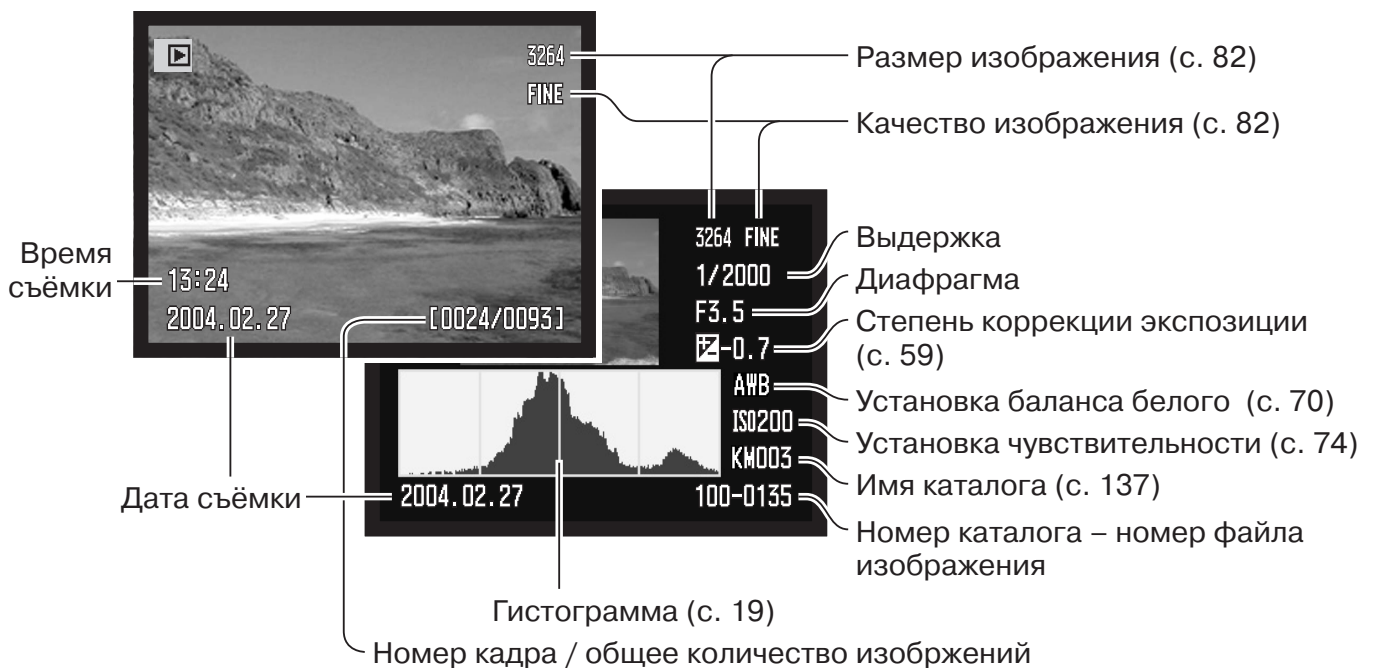 3264
FINE
13:24
2004.02.27
[0024/0093]
3264 FINE
1/2000
F3.5
-0.7
AWB
ISO200
KM003
2004.02.27
100-0135
Время
съёмки
Дата съёмки
Размер изображения (с. 82)
Качество изображения (с. 82)
Выдержка
Диафрагма
Степень коррекции экспозиции
(с. 59)
Установка баланса белого (с. 70)
Установка чувствительности (с. 74)
Имя каталога (с. 137)
Номер каталога – номер файла
изображения
Гистограмма (с. 19)
Номер кадра / общее количество изобржений